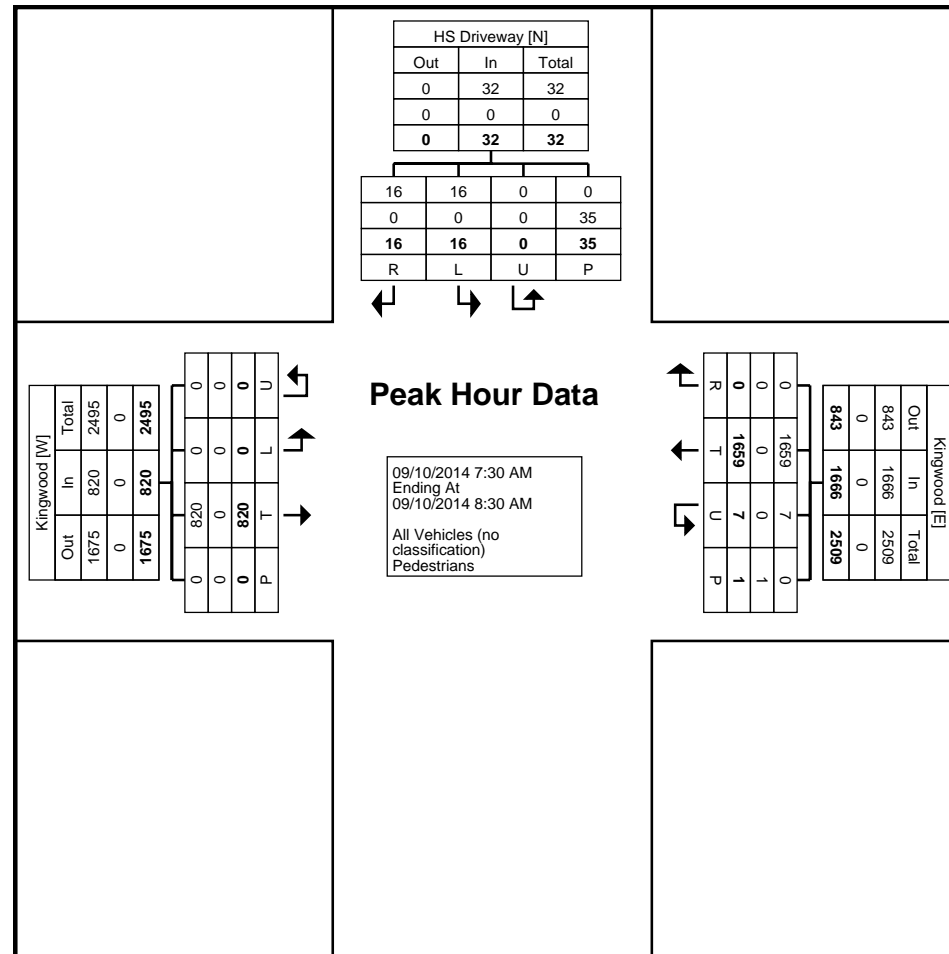 HS Driveway [N]
Out In Total
0 32 32
0 0 0
0 32 32
16 16 0 0
0 0 0 35
16 16 0 35
R L U P
Peak Hour Data
09/10/2014 7:30 AM
Ending At
09/10/2014 8:30 AM
All Vehicles (no
classification)
Pedestrians
Kingwood [W]
Out In Total
1675 820 2495
0 0 0
1675 820 2495
0 820 0 0
0 0 0 0
0 820 0 0
P T L U
Kingwood [E]
Out In Total
843 1666 2509
0 0 0
843 1666 2509
0 1659 7 0
0 0 0 1
0 1659 7 1
R T U P